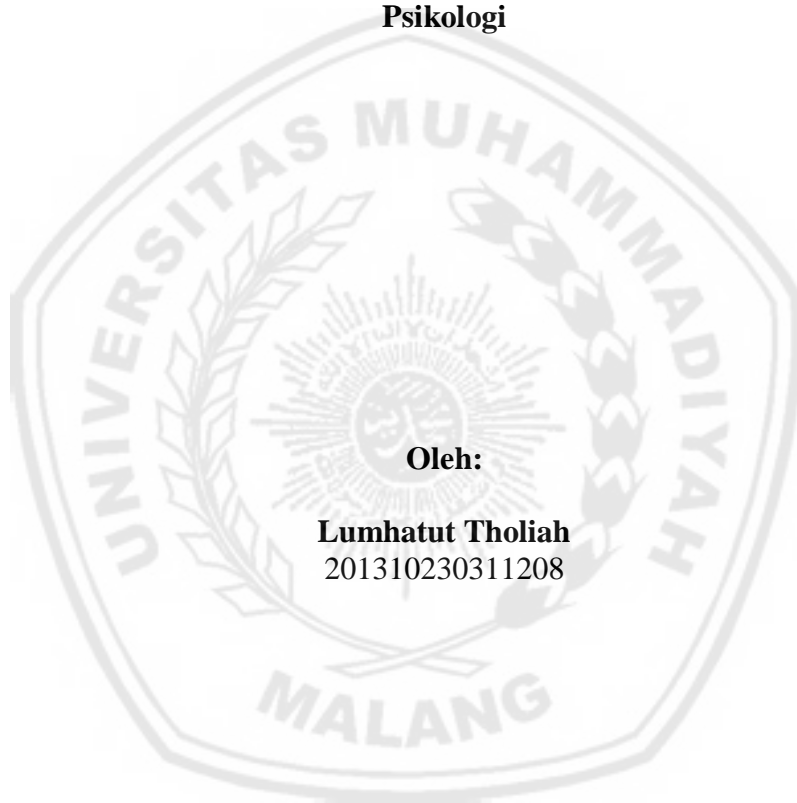 Psikologi
UNIVERSITAS MUHAMMADIYAH
Oleh:
Lumhatut Tholiah
201310230311208
MALANG